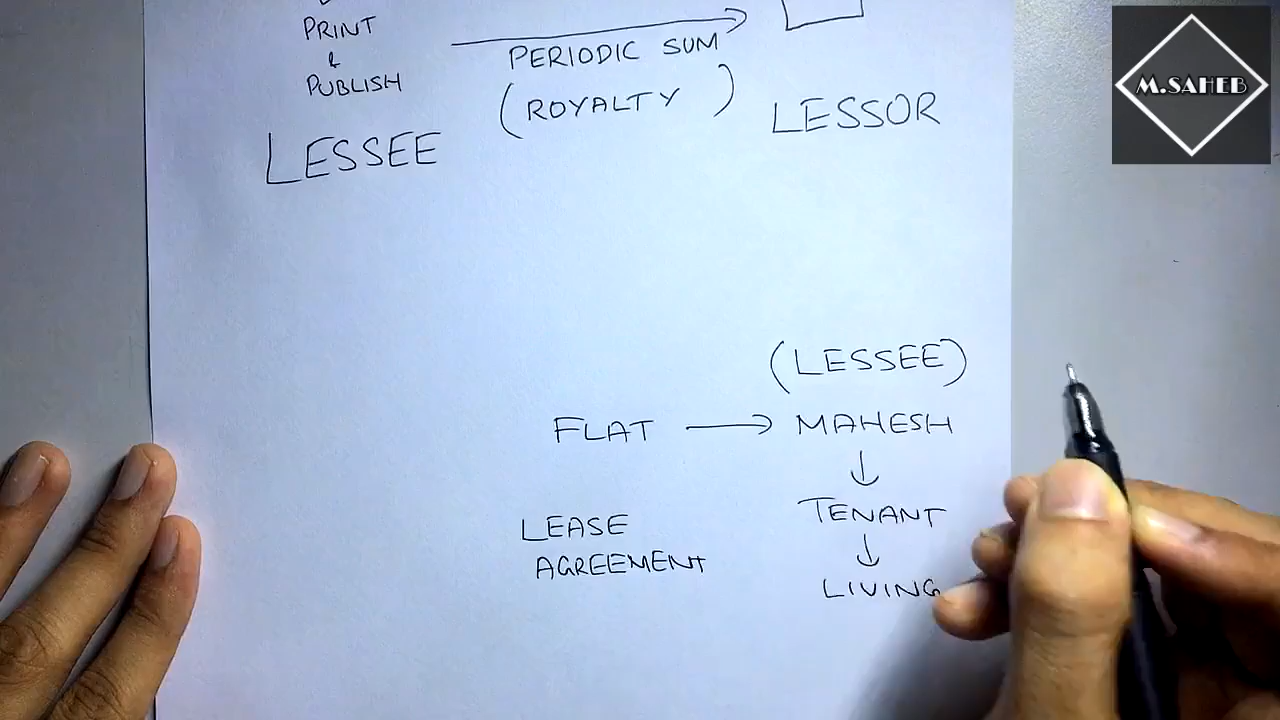 PRINT
&
PUBLISH
PERIODIC SUM
(ROYALTY)
LESSEE
LESSOR
M.SAHEB
(LESSEE)
FLAT → MAHESH
↓
TENANT
↓
LIVING
LEASE
AGREEMENT